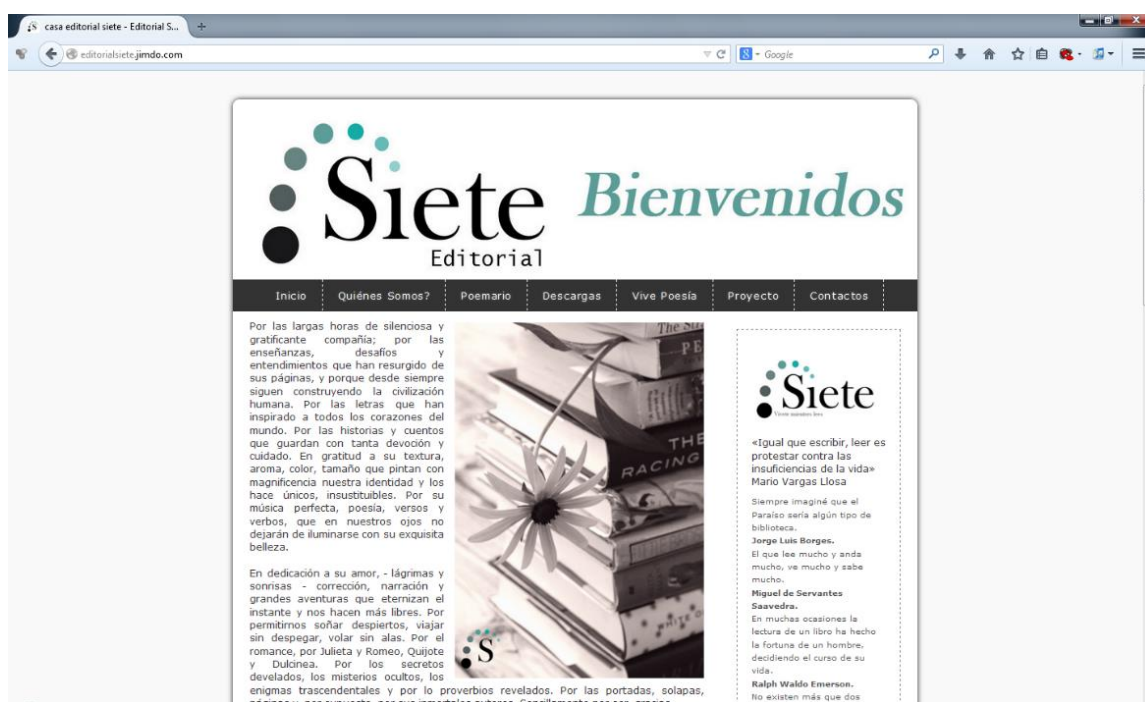 casa editorial siete - Editorial S...
editorialsiete.jimdo.com
Google
Siete
Editorial
Bienvenidos
Inicio
Quiénes Somos?
Poemario
Descargas
Vive Poesía
Proyecto
Contactos
Por las largas horas de silenciosa y
gratificante compañía; por las
enseñanzas, desafíos y
entendimientos que han resurgido de
sus páginas, y porque desde siempre
siguen construyendo la civilización
humana. Por las letras que han
inspirado a todos los corazones del
mundo. Por las historias y cuentos
que guardan con tanta devoción y
cuidado. En gratitud a su textura,
aroma, color, tamaño que pintan con
magnificencia nuestra identidad y los
hace únicos, insustituibles. Por su
música perfecta, poesía, versos y
verbos, que en nuestros ojos no
dejarán de iluminarse con su exquisita
belleza.
En dedicación a su amor, - lágrimas y
sonrisas - corrección, narración y
grandes aventuras que eternizan el
instante y nos hacen más libres. Por
permitirnos soñar despiertos, viajar
sin despegar, volar sin alas. Por el
romance, por Julieta y Romeo, Quijote
y Dulcinea. Por los secretos
develados, los misterios ocultos, los
enigmas trascendentales y por lo proverbios revelados. Por las portadas, solapas,
THE
RACING
S
Siete
«Igual que escribir, leer es
protestar contra las
insuficiencias de la vida»
Mario Vargas Llosa
Siempre imaginé que el
Paraíso sería algún tipo de
biblioteca.
Jorge Luis Borges.
El que lee mucho y anda
mucho, ve mucho y sabe
mucho.
Miguel de Servantes
Saavedra.
En muchas ocasiones la
lectura de un libro ha hecho
la fortuna de un hombre,
decidiendo el curso de su
vida.
Ralph Waldo Emerson.
No existen más que dos